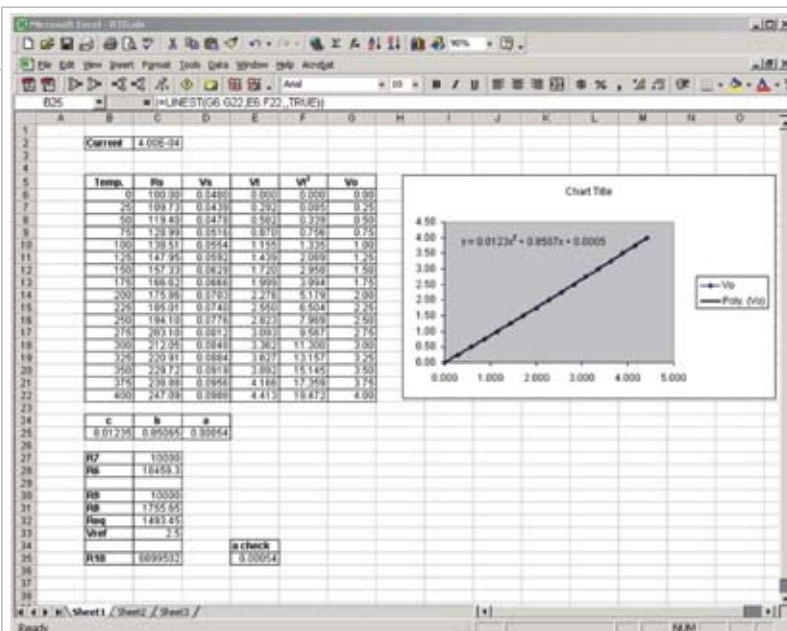 Microsoft Excel - RTD.xls
File Edit View Insert Format Tools Data Window Help Acrobat
Arial 10
B25 = {=LINEST(G6:G22,E6:F22,,TRUE)}
A B C D E F G H I J K L M N O
Current 4.00E-04
Temp. Rs Vs Vt Vt² Vo
0 100.00 0.0400 0.000 0.000 0.00
25 0.0439 0.292 0.085 0.25
50 119.40 0.0478 0.582 0.339 0.50
75 128.99 0.0516 0.870 0.756 0.75
100 138.51 0.0554 1.155 1.335 1.00
125 147.95 0.0592 1.439 2.069 1.25
150 157.33 0.0629 1.720 2.958 1.50
175 166.62 0.0666 1.999 3.994 1.75
200 175.86 0.0703 2.276 5.179 2.00
225 185.01 0.0740 2.550 6.504 2.25
250 194.10 0.0776 2.823 7.969 2.50
275 0.0812 3.093 9.567 2.75
300 212.05 0.0848 3.362 11.300 3.00
325 220.91 0.0884 3.627 13.157 3.25
350 229.72 3.892 15.145 3.50
375 0.0956 4.166 17.359 3.75
400 247.09 0.0988 4.413 19.472 4.00
Chart Title
y = 0.0123x² + 0.8507x + 0.0005
4.50
4.00
3.50
3.00
2.50
2.00
1.50
1.00
0.50
0.00
0.000 1.000 2.000 3.000 4.000 5.000
Vo
Poly. (Vo)
c b a
0.01235 0.85065 0.00054
R7 10000
R6 10459.3
R9 10000
R8 1755.65
Req 1493.45
Vref 2.5
a check
R10 0.00054
Sheet1 Sheet2 Sheet3
Ready NUM